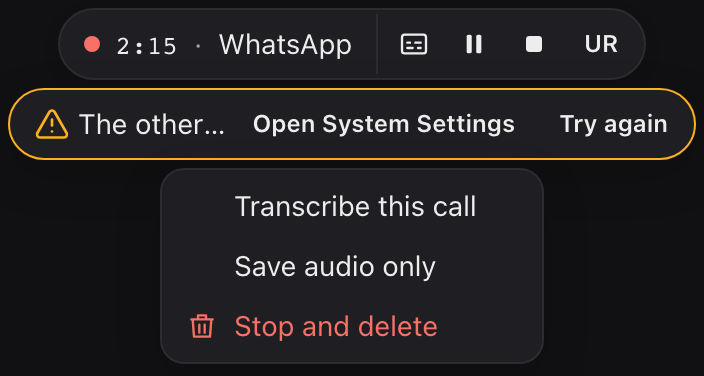 2:15 · WhatsApp UR
The other... Open System Settings Try again
Transcribe this call
Save audio only
Stop and delete